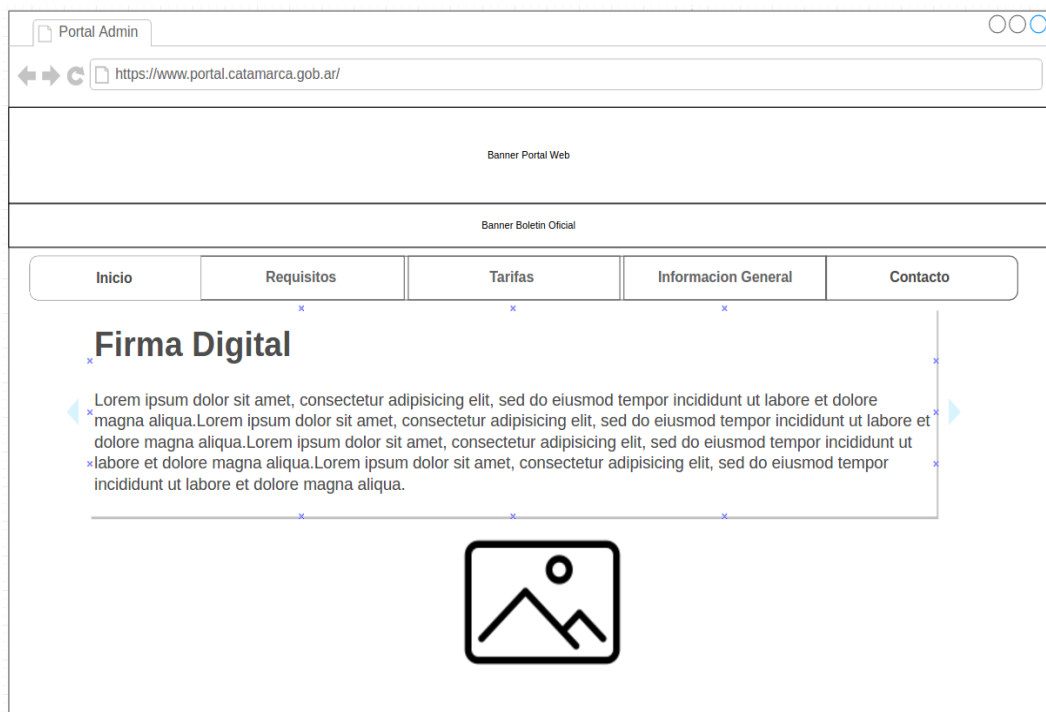 Portal Admin
https://www.portal.catamarca.gob.ar/
Banner Portal Web
Banner Boletin Oficial
Inicio
Requisitos
Tarifas
Informacion General
Contacto
Firma Digital
Lorem ipsum dolor sit amet, consectetur adipisicing elit, sed do eiusmod tempor incididunt ut labore et dolore
magna aliqua.Lorem ipsum dolor sit amet, consectetur adipisicing elit, sed do eiusmod tempor incididunt ut labore et
dolore magna aliqua.Lorem ipsum dolor sit amet, consectetur adipisicing elit, sed do eiusmod tempor incididunt ut
labore et dolore magna aliqua.Lorem ipsum dolor sit amet, consectetur adipisicing elit, sed do eiusmod tempor
incididunt ut labore et dolore magna aliqua.